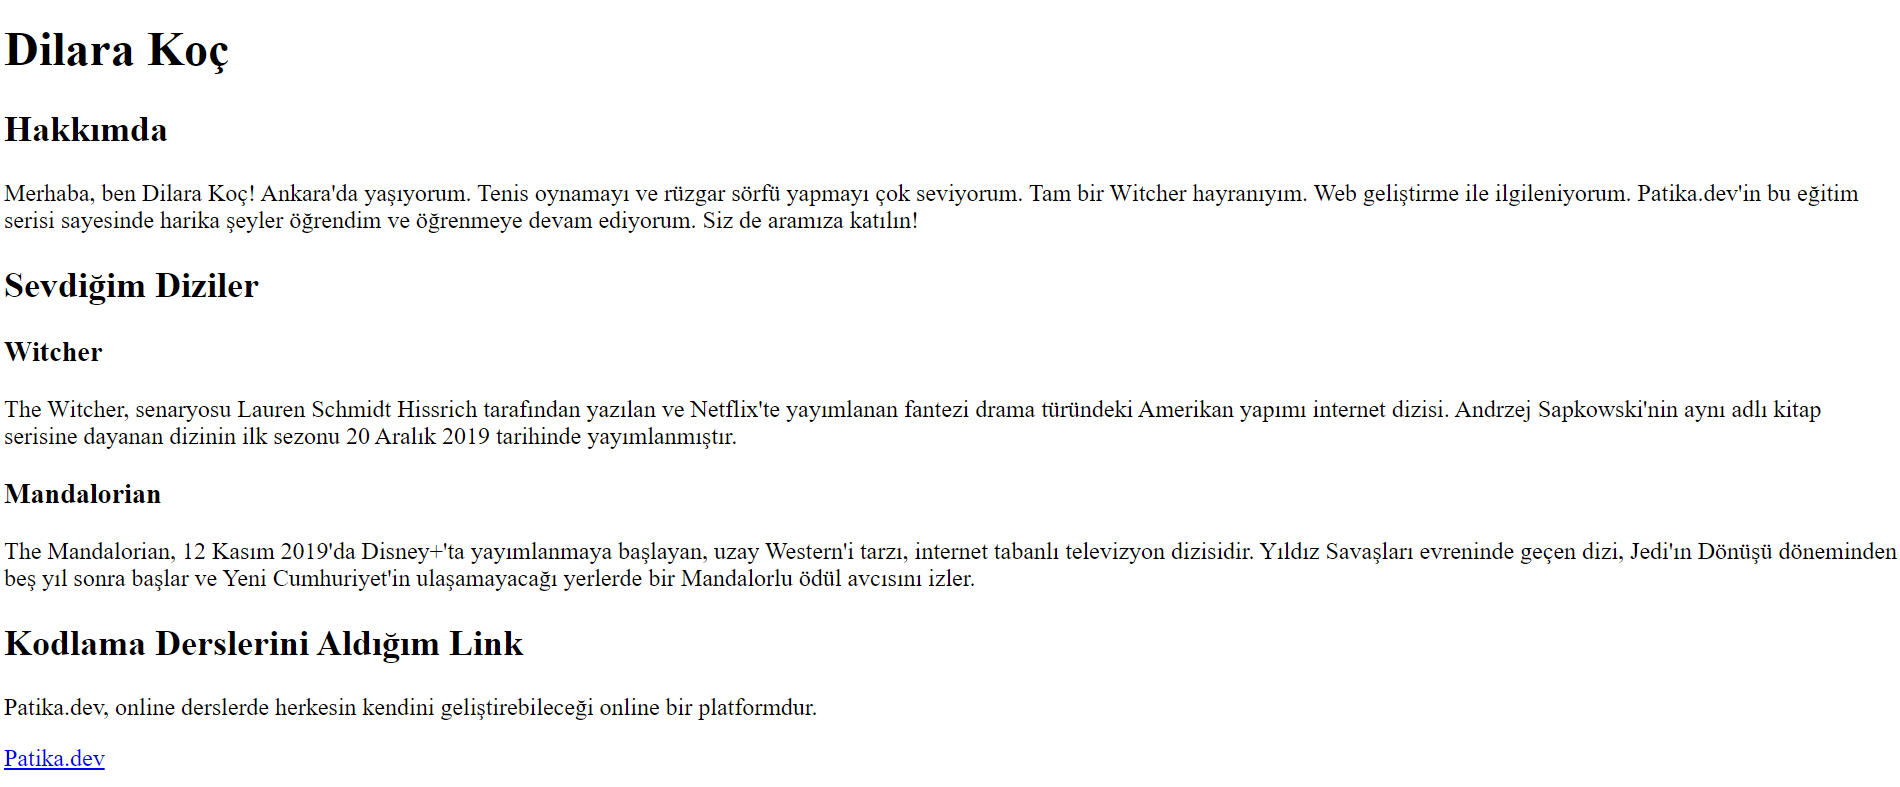 Dilara Koç
Hakkımda
Merhaba, ben Dilara Koç! Ankara'da yaşıyorum. Tenis oynamayı ve rüzgar sörfü yapmayı çok seviyorum. Tam bir Witcher hayranıyım. Web geliştirme ile ilgileniyorum. Patika.dev'in bu eğitim
serisi sayesinde harika şeyler öğrendim ve öğrenmeye devam ediyorum. Siz de aramıza katılın!
Sevdiğim Diziler
Witcher
The Witcher, senaryosu Lauren Schmidt Hissrich tarafından yazılan ve Netflix'te yayımlanan fantezi drama türündeki Amerikan yapımı internet dizisi. Andrzej Sapkowski'nin aynı adlı kitap
serisine dayanan dizinin ilk sezonu 20 Aralık 2019 tarihinde yayımlanmıştır.
Mandalorian
The Mandalorian, 12 Kasım 2019'da Disney+'ta yayımlanmaya başlayan, uzay Western'i tarzı, internet tabanlı televizyon dizisidir. Yıldız Savaşları evreninde geçen dizi, Jedi'ın Dönüşü döneminden
beş yıl sonra başlar ve Yeni Cumhuriyet'in ulaşamayacağı yerlerde bir Mandalorlu ödül avcısını izler.
Kodlama Derslerini Aldığım Link
Patika.dev, online derslerde herkesin kendini geliştirebileceği online bir platformdur.
Patika.dev